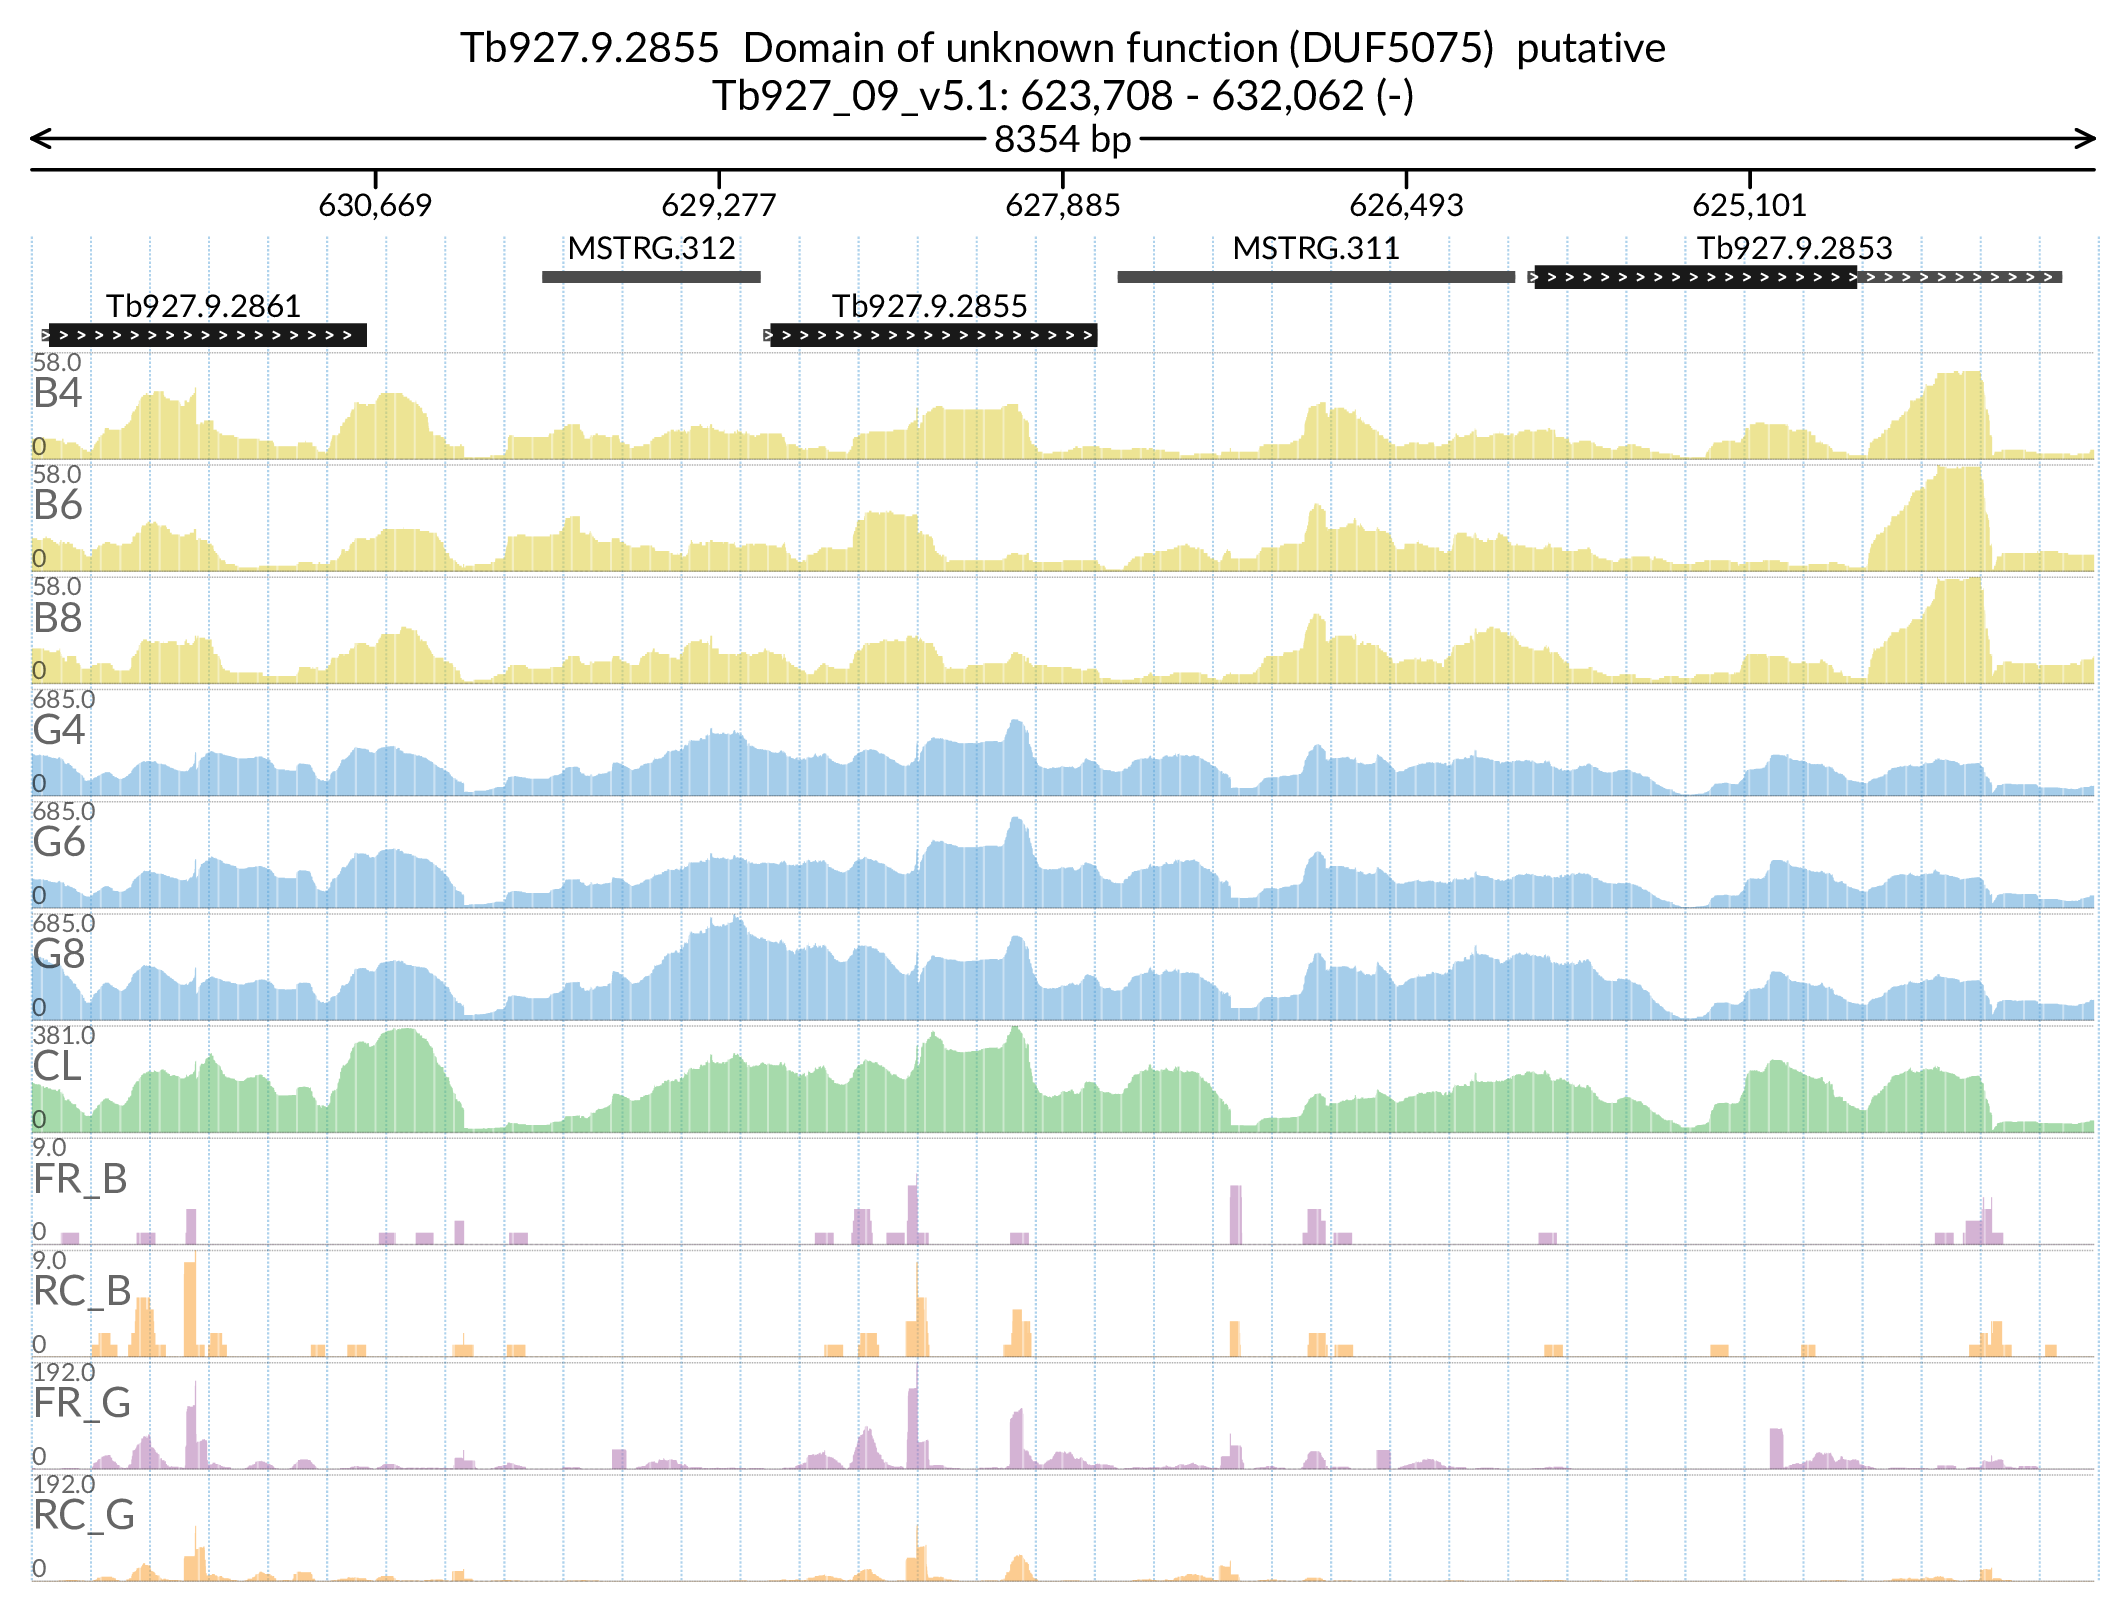 Tb927.9.2855  Domain of unknown function (DUF5075)  putative
Tb927_09_v5.1: 623,708 - 632,062 (-)
8354 bp
630,669 629,277 627,885 626,493 625,101
MSTRG.312 MSTRG.311 Tb927.9.2853
Tb927.9.2861 Tb927.9.2855
58.0
B4
0
58.0
B6
0
58.0
B8
0
685.0
G4
0
685.0
G6
0
685.0
G8
0
381.0
CL
0
9.0
FR_B
0
9.0
RC_B
0
192.0
FR_G
0
192.0
RC_G
0